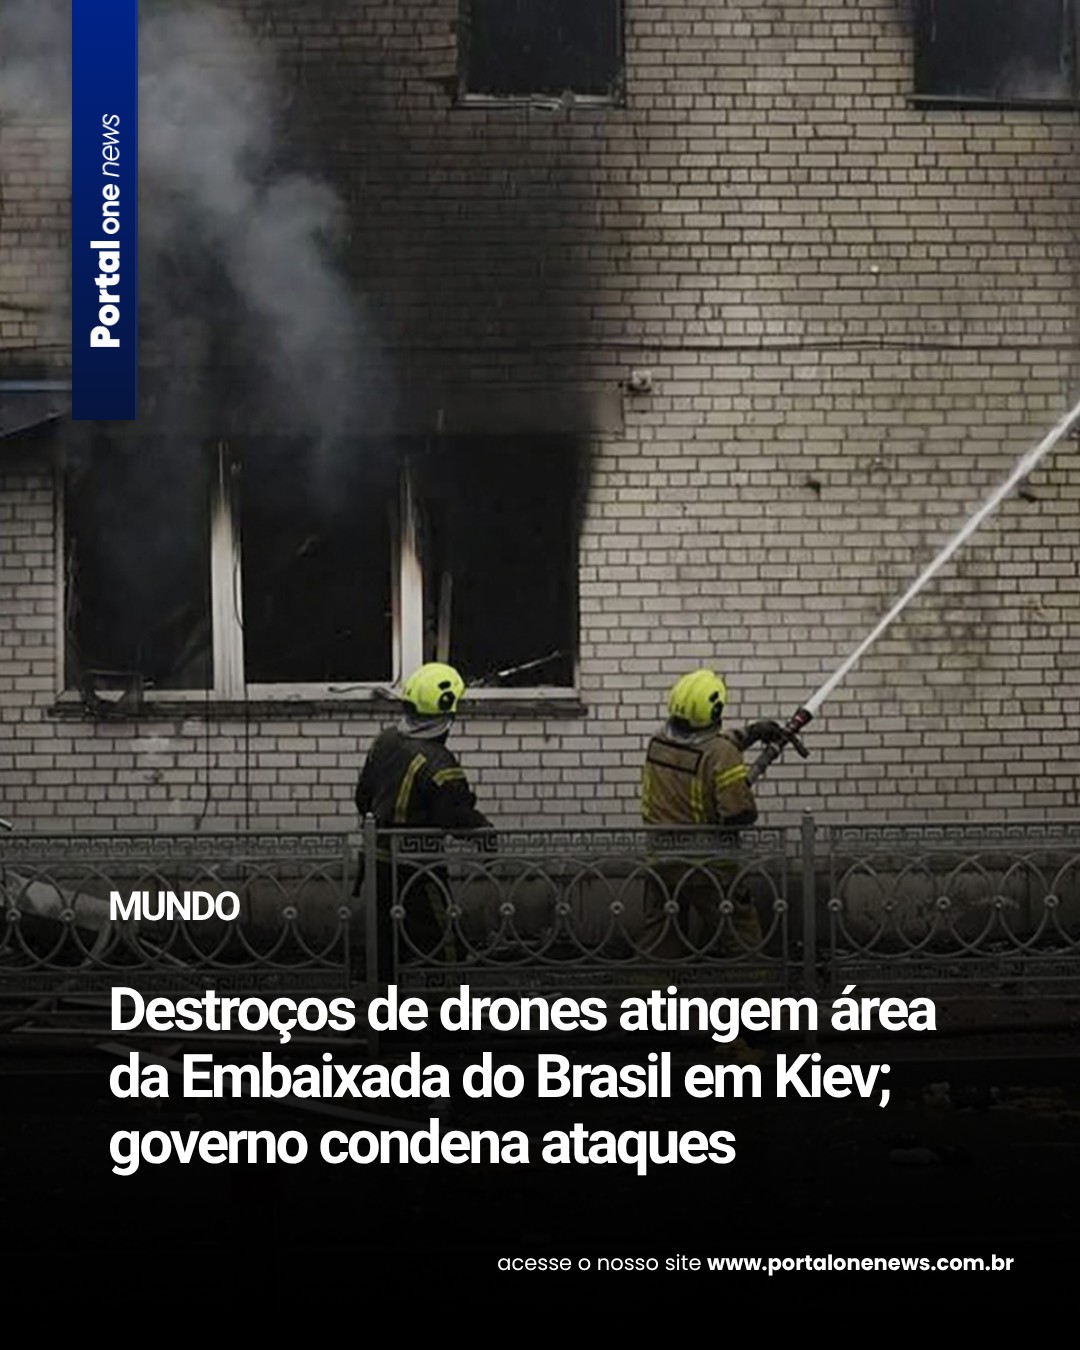 Portal one news
MUNDO
Destroços de drones atingem área
da Embaixada do Brasil em Kiev;
governo condena ataques
acesse o nosso site www.portalonenews.com.br